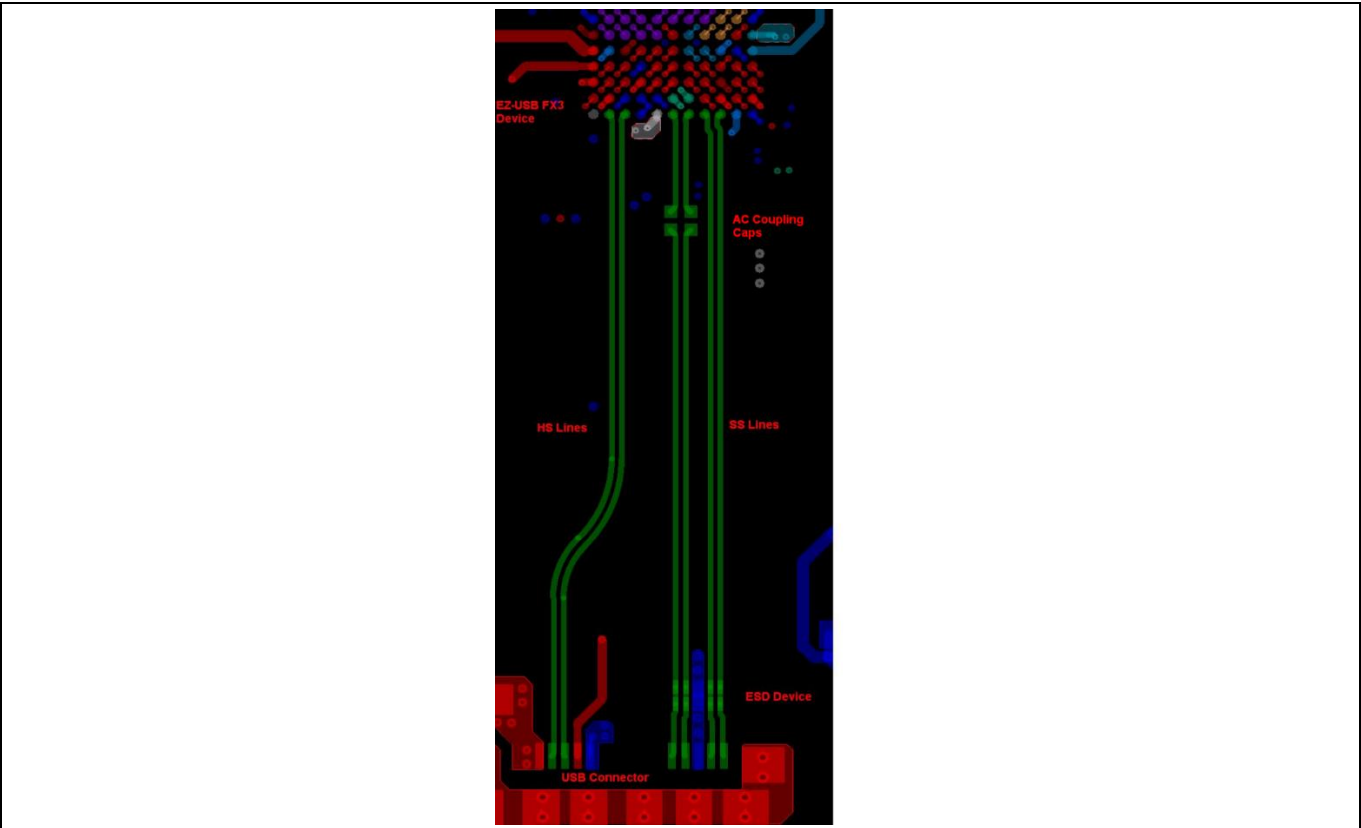 EZ-USB FX3
Device
AC Coupling
Caps
HS Lines
SS Lines
ESD Device
USB Connector